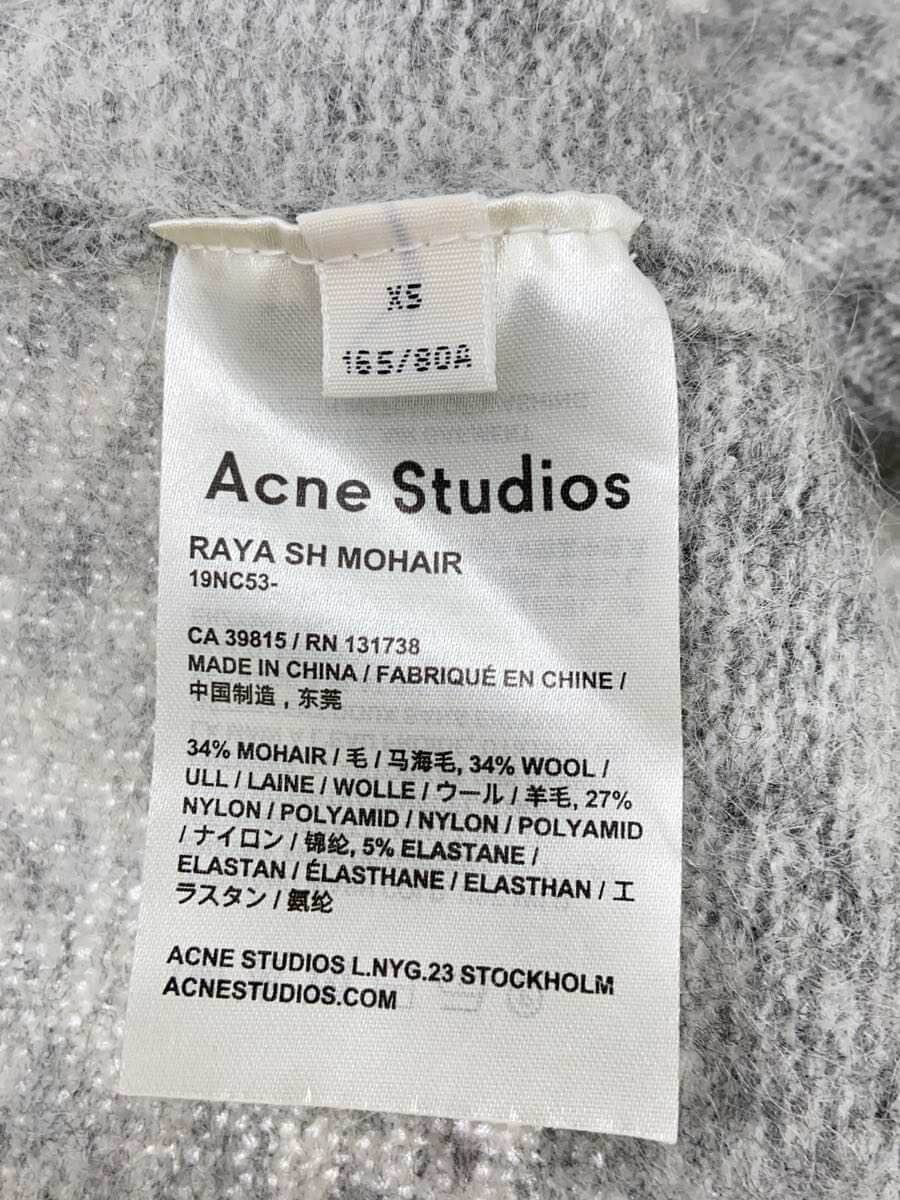 XS
165/80A
Acne Studios
RAYA SH MOHAIR
19NC53-
CA 39815 / RN 131738
MADE IN CHINA / FABRIQUÉ EN CHINE /
中国制造，东莞
34% MOHAIR / 毛 / 马海毛, 34% WOOL /
ULL / LAINE / WOLLE / ウール / 羊毛, 27%
NYLON / POLYAMID / NYLON / POLYAMID
/ ナイロン / 锦纶, 5% ELASTANE /
ELASTAN / ÉLASTHANE / ELASTHAN / エ
ラスタン / 氨纶
ACNE STUDIOS L.NYG.23 STOCKHOLM
ACNESTUDIOS.COM